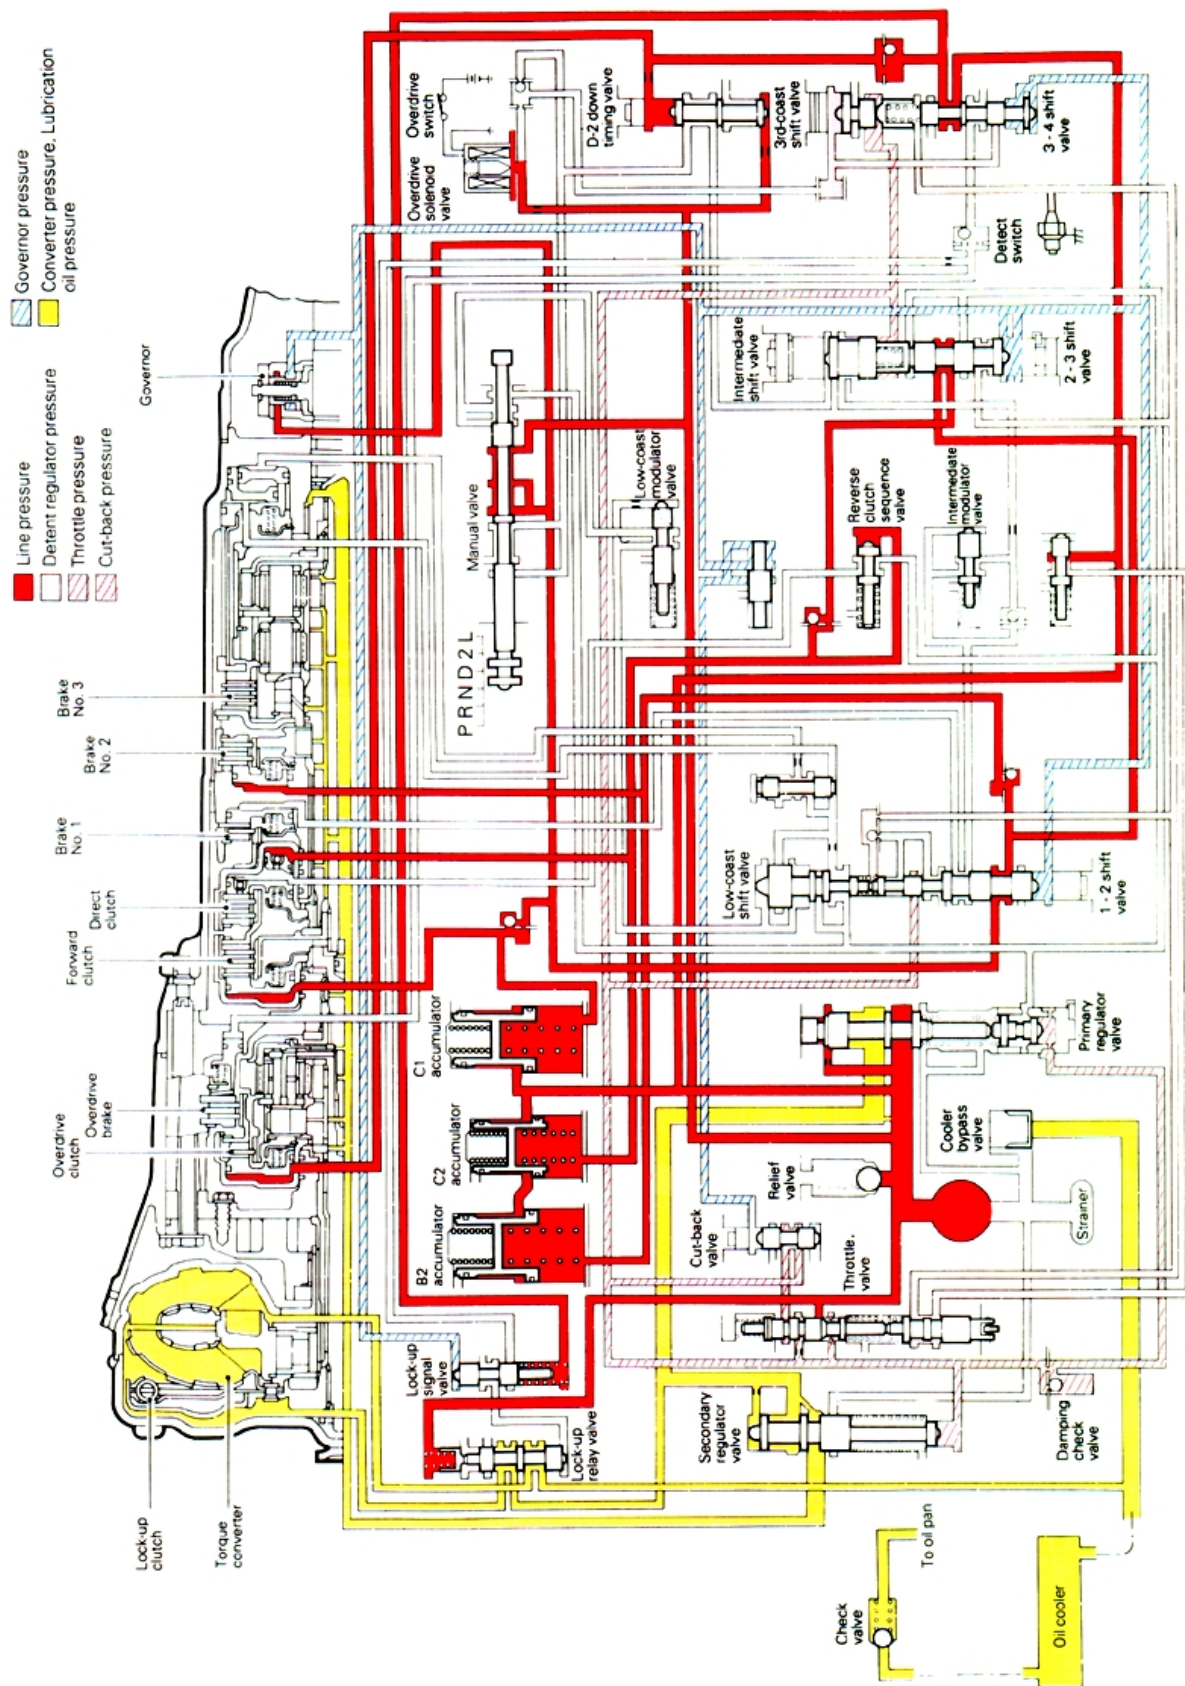 Line pressure
Detent regulator pressure
Throttle pressure
Cut-back pressure
Governor pressure
Converter pressure, Lubrication
oil pressure
Lock-up
clutch
Torque
converter
Overdrive
clutch
Overdrive
brake
Forward
clutch
Direct
clutch
Brake
No. 1
Brake
No. 2
Brake
No. 3
Governor
Lock-up
signal
valve
Lock-up
relay valve
B2
accumulator
C2
accumulator
C1
accumulator
P R N D 2 L
Manual valve
Overdrive
solenoid
valve
Overdrive
switch
D-2 down
timing valve
3rd-coast
shift valve
3 - 4 shift
valve
Detect
switch
Low-coast
modulator
valve
Intermediate
shift valve
2 - 3 shift
valve
Reverse
clutch
sequence
valve
Intermediate
modulator
valve
Low-coast
shift valve
1 - 2 shift
valve
Secondary
regulator
valve
Cut-back
valve
Relief
valve
Throttle.
valve
Primary
regulator
valve
Cooler
bypass
valve
Strainer
Damping
check
valve
Check
valve
To oil pan
Oil cooler